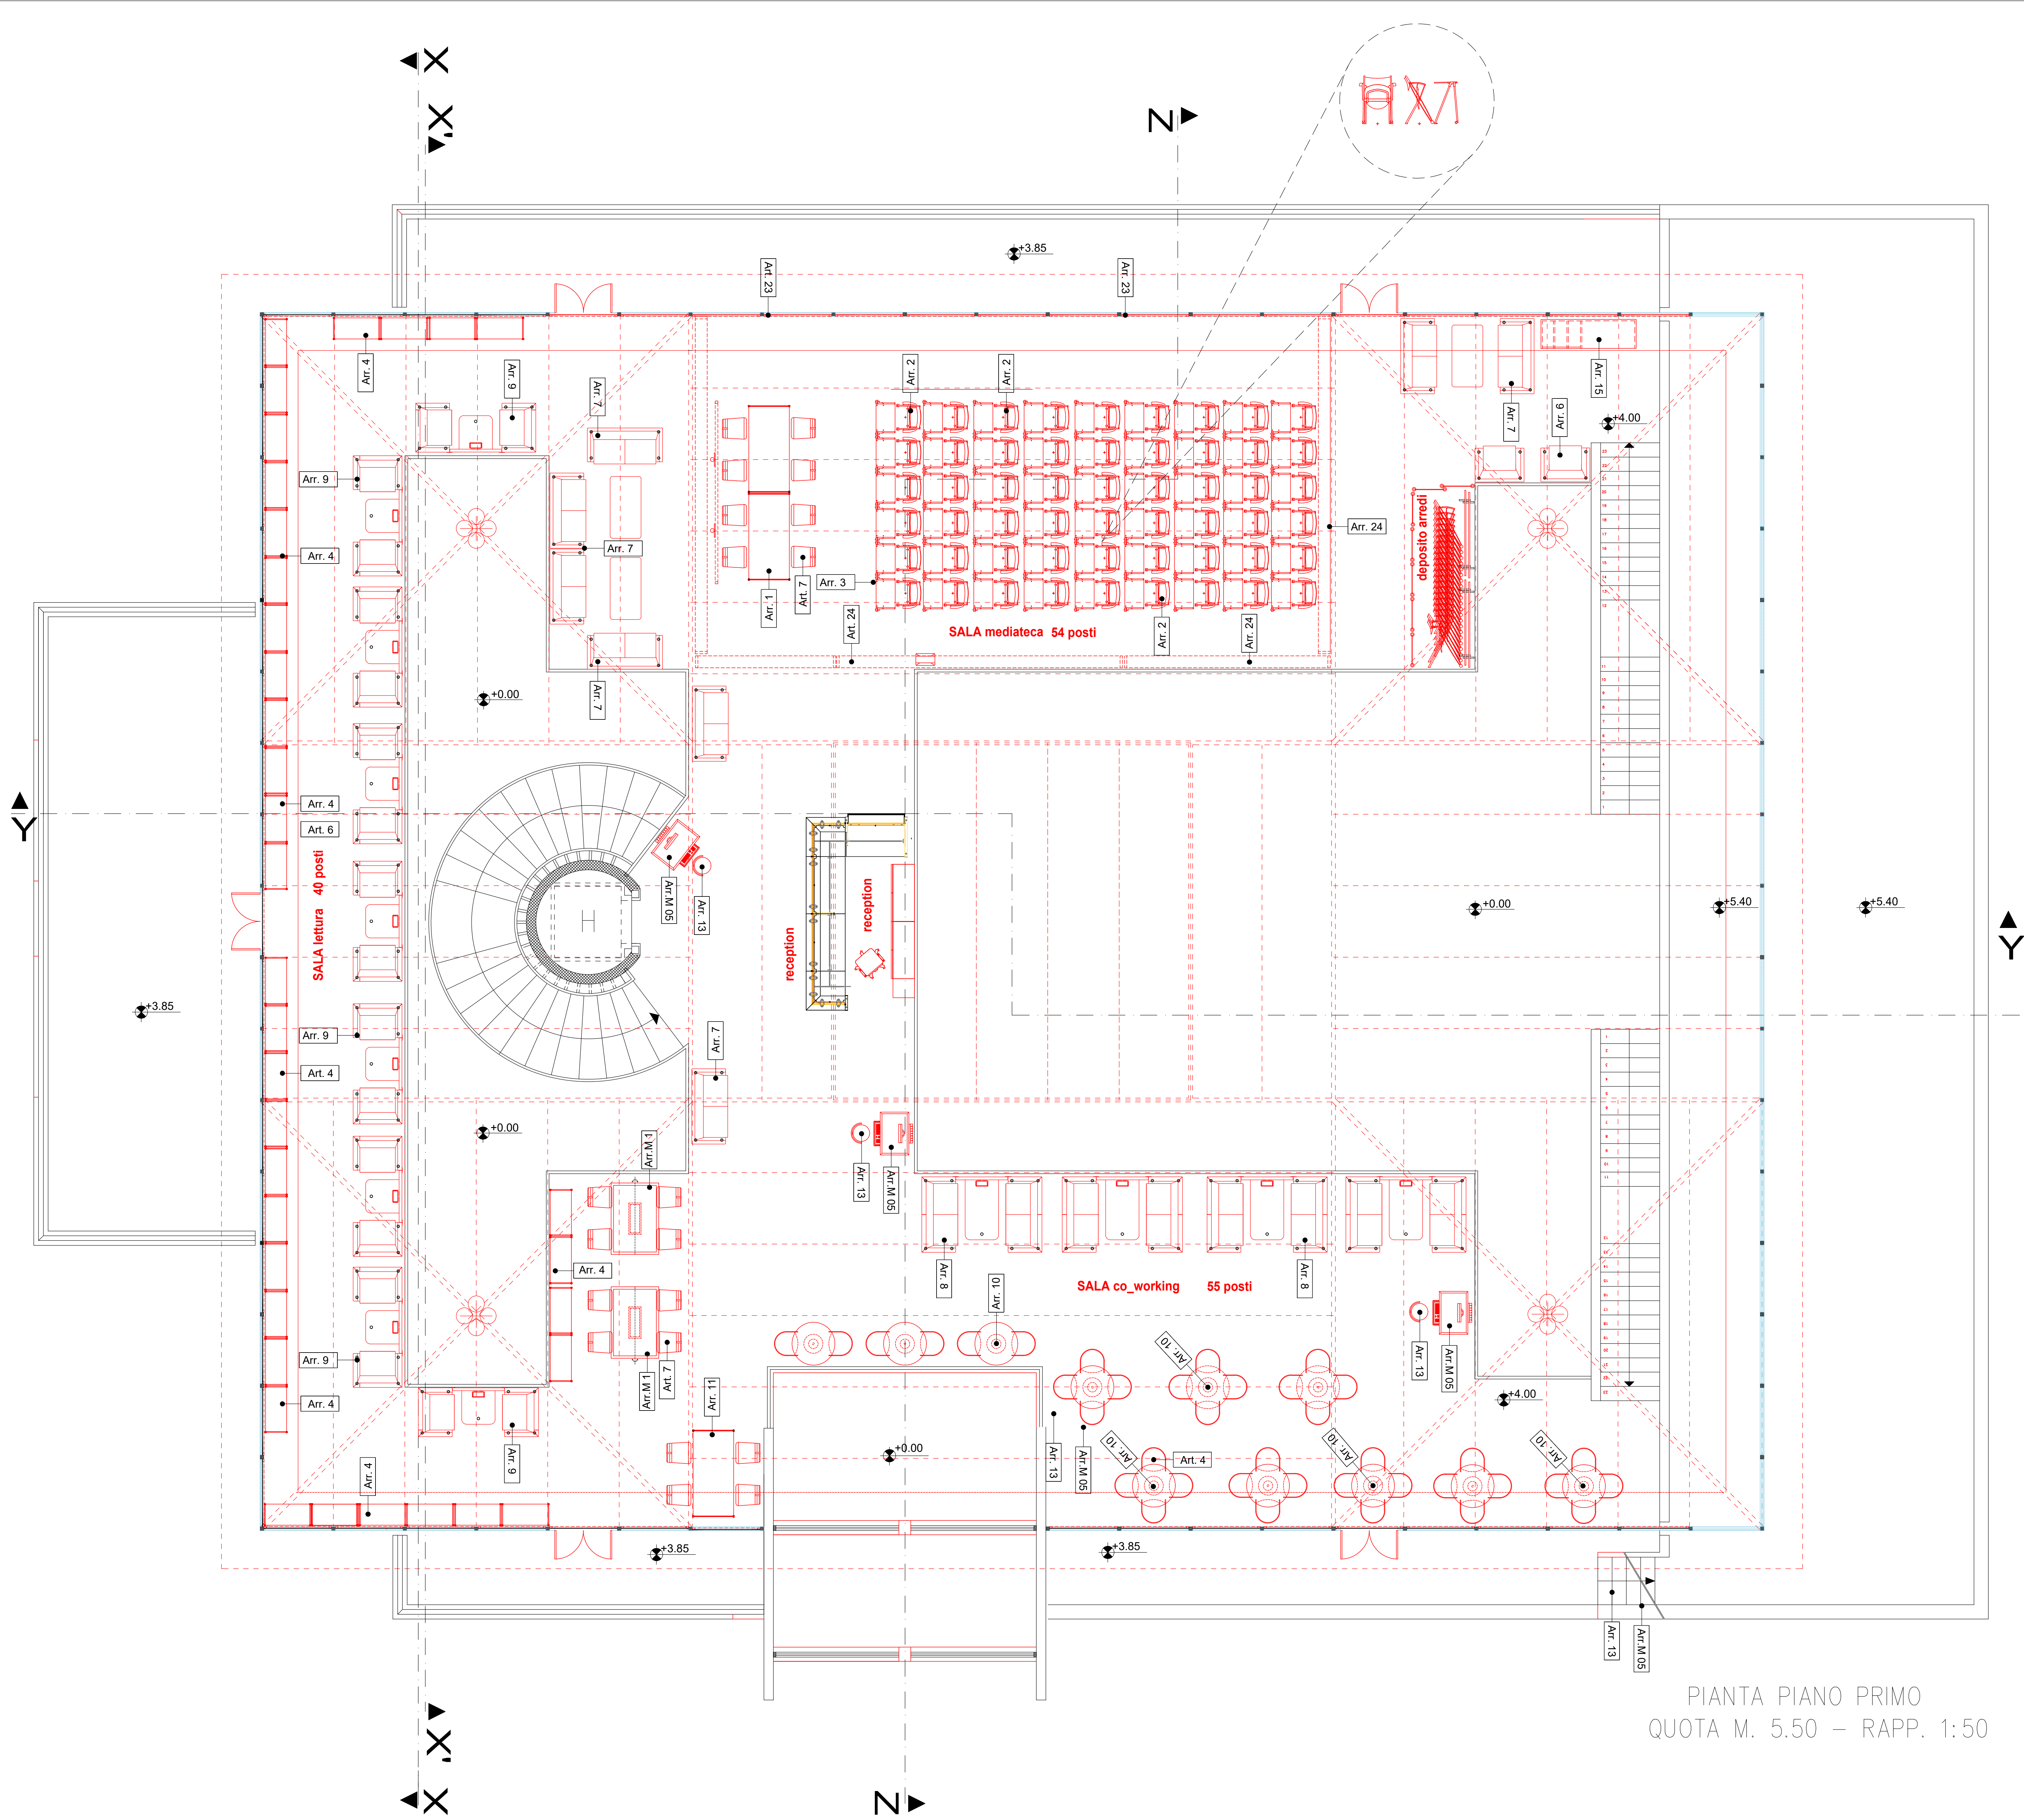 X
X'
Z
+3.85
Art. 23
Arr. 23
Arr. 4
Arr. 9
Arr. 7
Arr. 2
Arr. 2
Arr. 15
Arr. 7
Arr. 9
+4.00
Arr. 9
Arr. 24
deposito arredi
Arr. 4
Arr. 7
Arr. 3
Arr. 1
Art. 7
Arr. 2
SALA mediateca 54 posti
Art. 24
Arr. 24
Arr. 7
+0.00
Y
Arr. 4
Art. 6
SALA lettura 40 posti
H
Arr.M 05
Arr. 13
reception
reception
+0.00
+5.40
+5.40
Y
+3.85
Arr. 9
Art. 4
Arr. 7
+0.00
Arr.M 1
Arr. 13
Arr.M 05
Arr. 4
Arr. 8
Arr. 8
SALA co_working 55 posti
Arr. 10
Arr. 9
Arr.M 1
Art. 7
Arr. 10
Arr. 13
Arr.M 05
+4.00
Arr. 4
Arr. 11
Arr. 9
+0.00
Arr. 13
Arr.M 05
Arr. 10
Art. 4
Arr. 10
Arr. 10
Arr. 4
+3.85
+3.85
Arr. 13
Arr.M 05
PIANTA PIANO PRIMO
QUOTA M. 5.50 – RAPP. 1:50
X'
X
Z